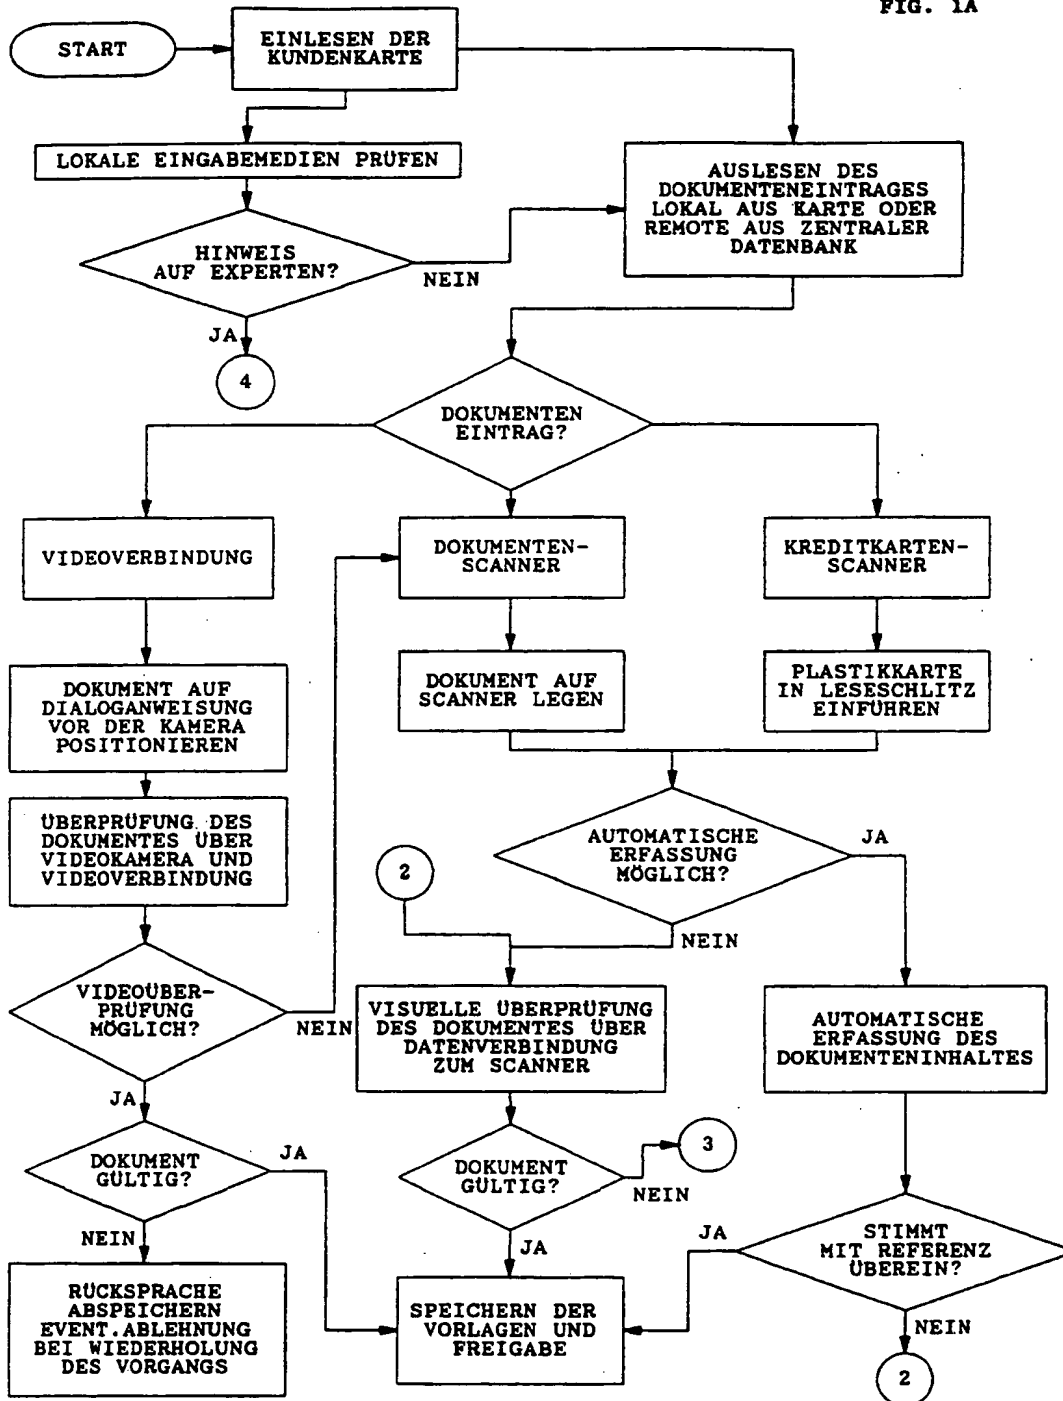 FIG. 1A
START
EINLESEN DER
KUNDENKARTE
LOKALE EINGABEMEDIEN PRÜFEN
AUSLESEN DES
DOKUMENTENEINTRAGES
LOKAL AUS KARTE ODER
REMOTE AUS ZENTRALER
DATENBANK
HINWEIS
AUF EXPERTEN?
NEIN
JA
4
DOKUMENTEN
EINTRAG?
VIDEOVERBINDUNG
DOKUMENTEN-
SCANNER
KREDITKARTEN-
SCANNER
DOKUMENT AUF
DIALOGANWEISUNG
VOR DER KAMERA
POSITIONIEREN
DOKUMENT AUF
SCANNER LEGEN
PLASTIKKARTE
IN LESESCHLITZ
EINFÜHREN
ÜBERPRÜFUNG DES
DOKUMENTES ÜBER
VIDEOKAMERA UND
VIDEOVERBINDUNG
AUTOMATISCHE
ERFASSUNG
MÖGLICH?
JA
2
NEIN
VIDEOÜBER-
PRÜFUNG
MÖGLICH?
NEIN
VISUELLE ÜBERPRÜFUNG
DES DOKUMENTES ÜBER
DATENVERBINDUNG
ZUM SCANNER
AUTOMATISCHE
ERFASSUNG DES
DOKUMENTENINHALTES
JA
DOKUMENT
GÜLTIG?
JA
DOKUMENT
GÜLTIG?
3
NEIN
NEIN
JA
JA
STIMMT
MIT REFERENZ
ÜBEREIN?
RÜCKSPRACHE
ABSPEICHERN
EVENT.ABLEHNUNG
BEI WIEDERHOLUNG
DES VORGANGS
SPEICHERN DER
VORLAGEN UND
FREIGABE
NEIN
2